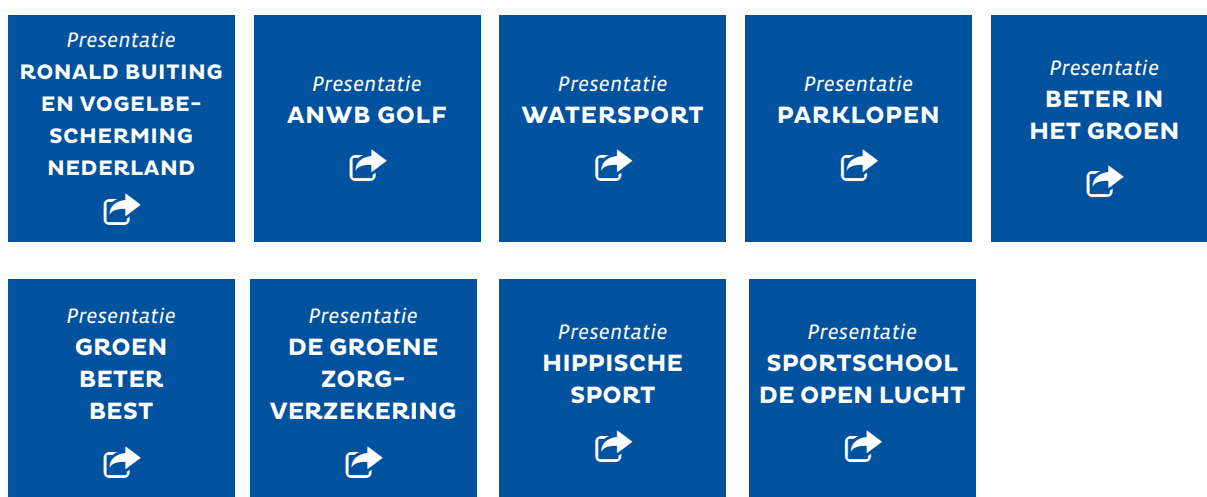 Presentatie
RONALD BUITING
EN VOGELBE-
SCHERMING
NEDERLAND
Presentatie
ANWB GOLF
Presentatie
WATERSPORT
Presentatie
PARKLOPEN
Presentatie
BETER IN
HET GROEN
Presentatie
GROEN
BETER
BEST
Presentatie
DE GROENE
ZORG-
VERZEKERING
Presentatie
HIPPISCHE
SPORT
Presentatie
SPORTSCHOOL
DE OPEN LUCHT